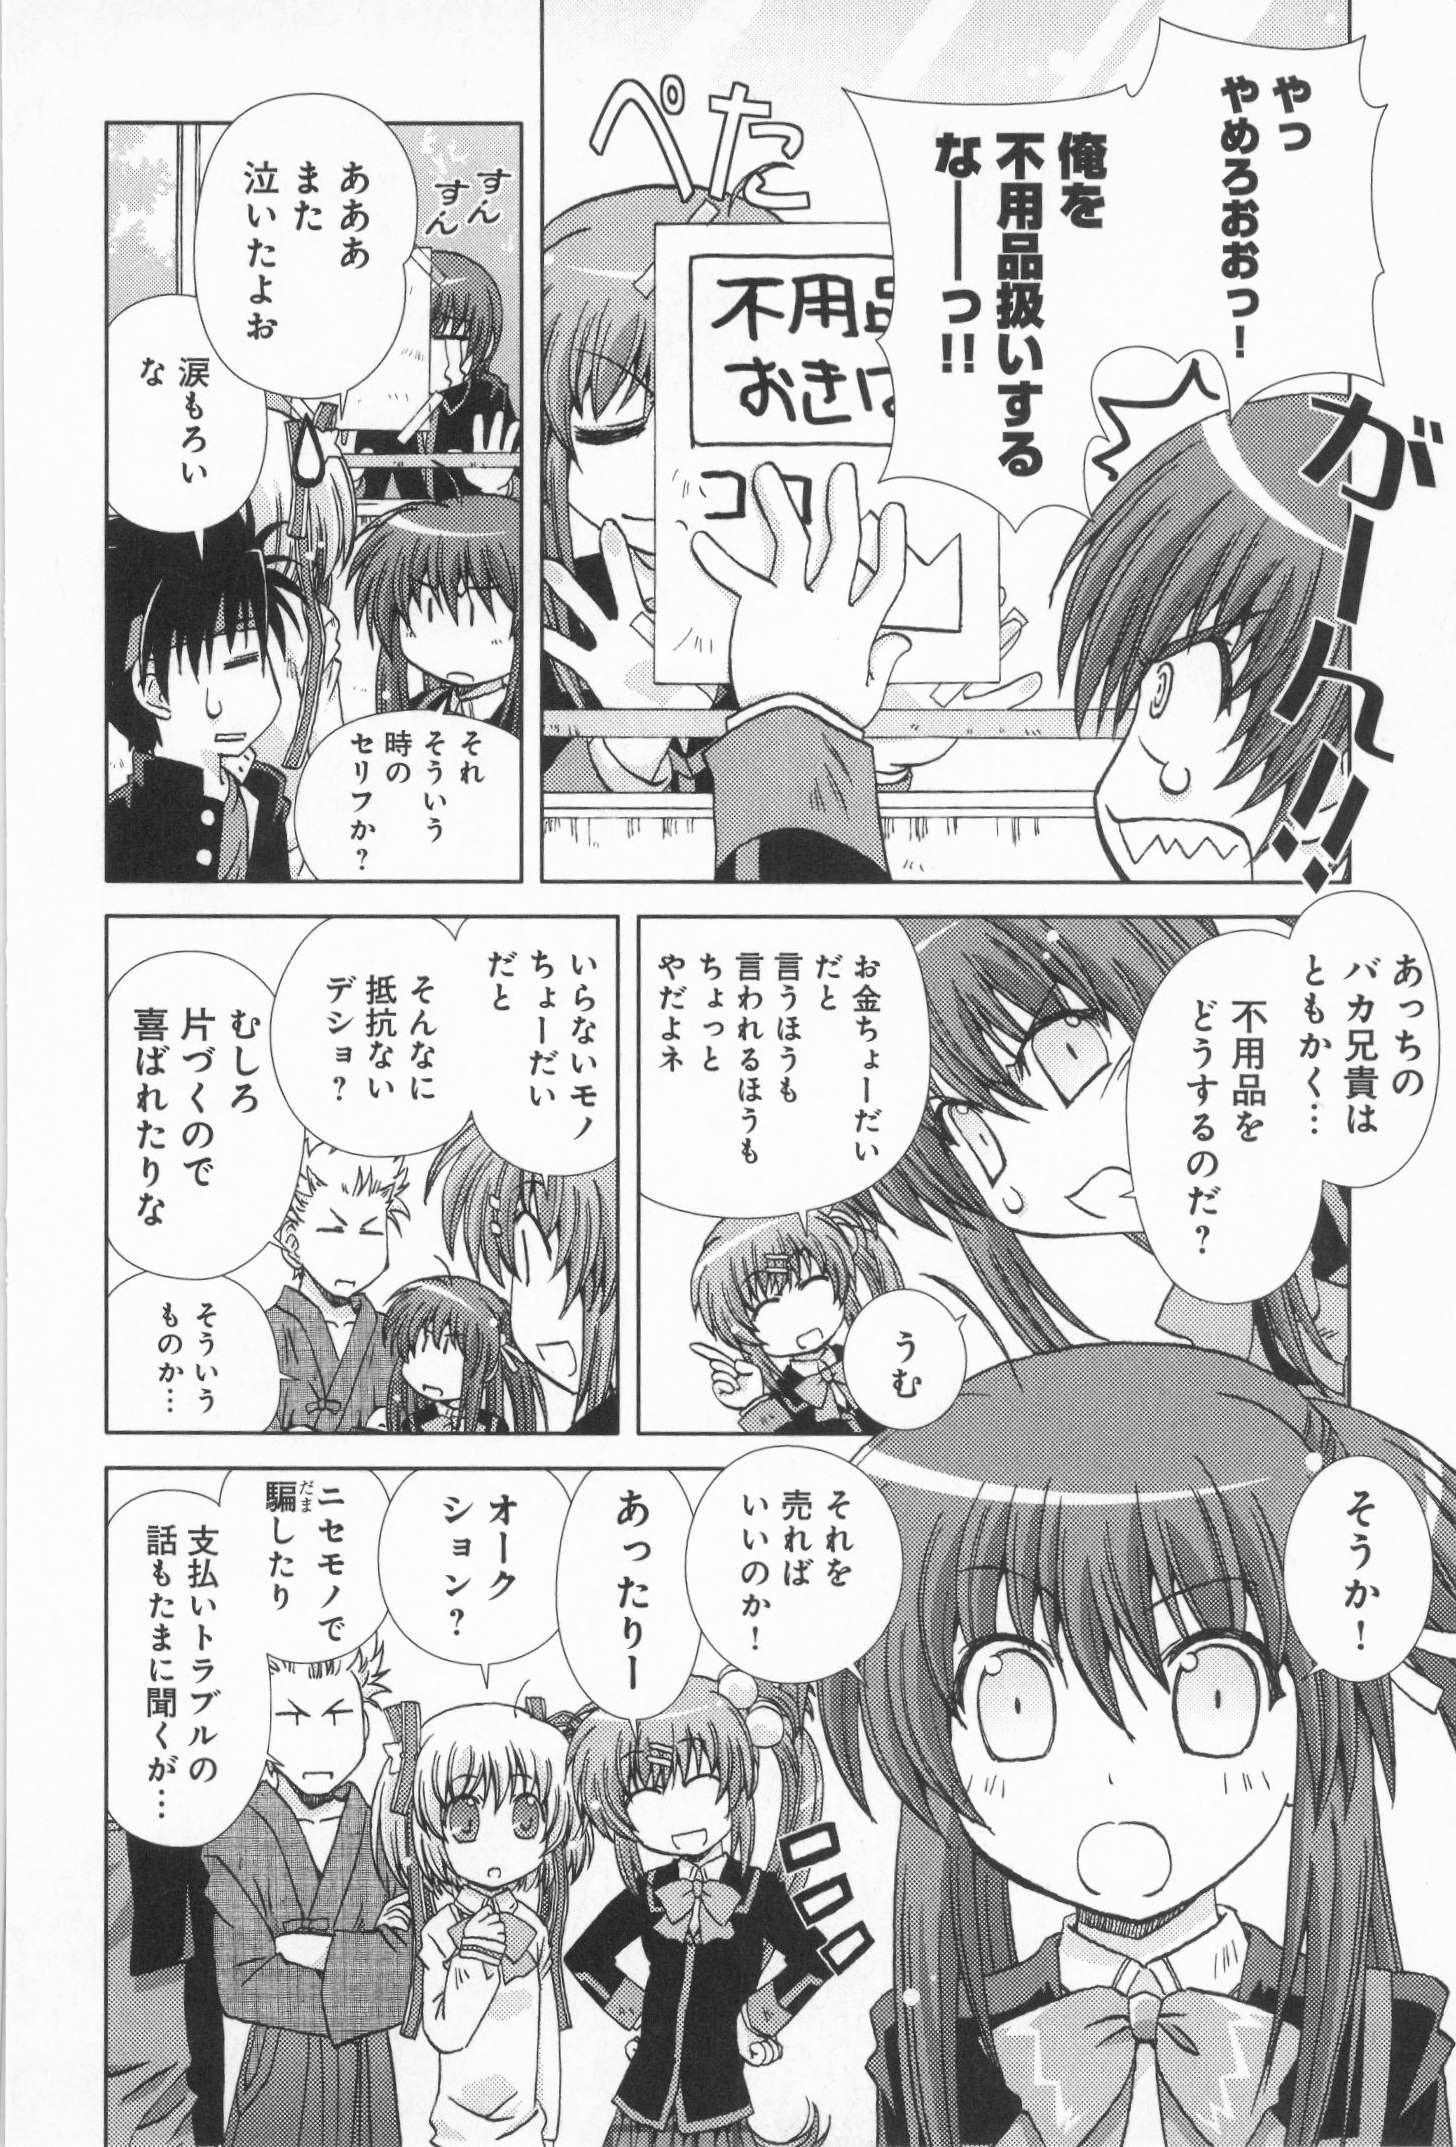 やっ
やめろおおっ！
俺を
不用品扱いする
なーーっ!!
ガーン!!!
ぺたっ
不用品
おきば
ココ
すん
すん
あああ
また
泣いたよお
涙もろい
な
それ
そういう
時の
セリフか？
あっちの
バカ兄貴は
ともかく…
不用品を
どうするのだ？
お金ちょーだい
だと
言うほうも
言われるほうも
ちょっと
やだよネ
うむ
いらないモノ
ちょーだい
だと
そんなに
抵抗ない
デショ？
むしろ
片づくので
喜ばれたりな
そういう
ものか…
そうか！
それを
売れば
いいのか！
あったりー
オーク
ション？
ニセモノで
騙したり
だま
支払いトラブルの
話もたまに聞くが…